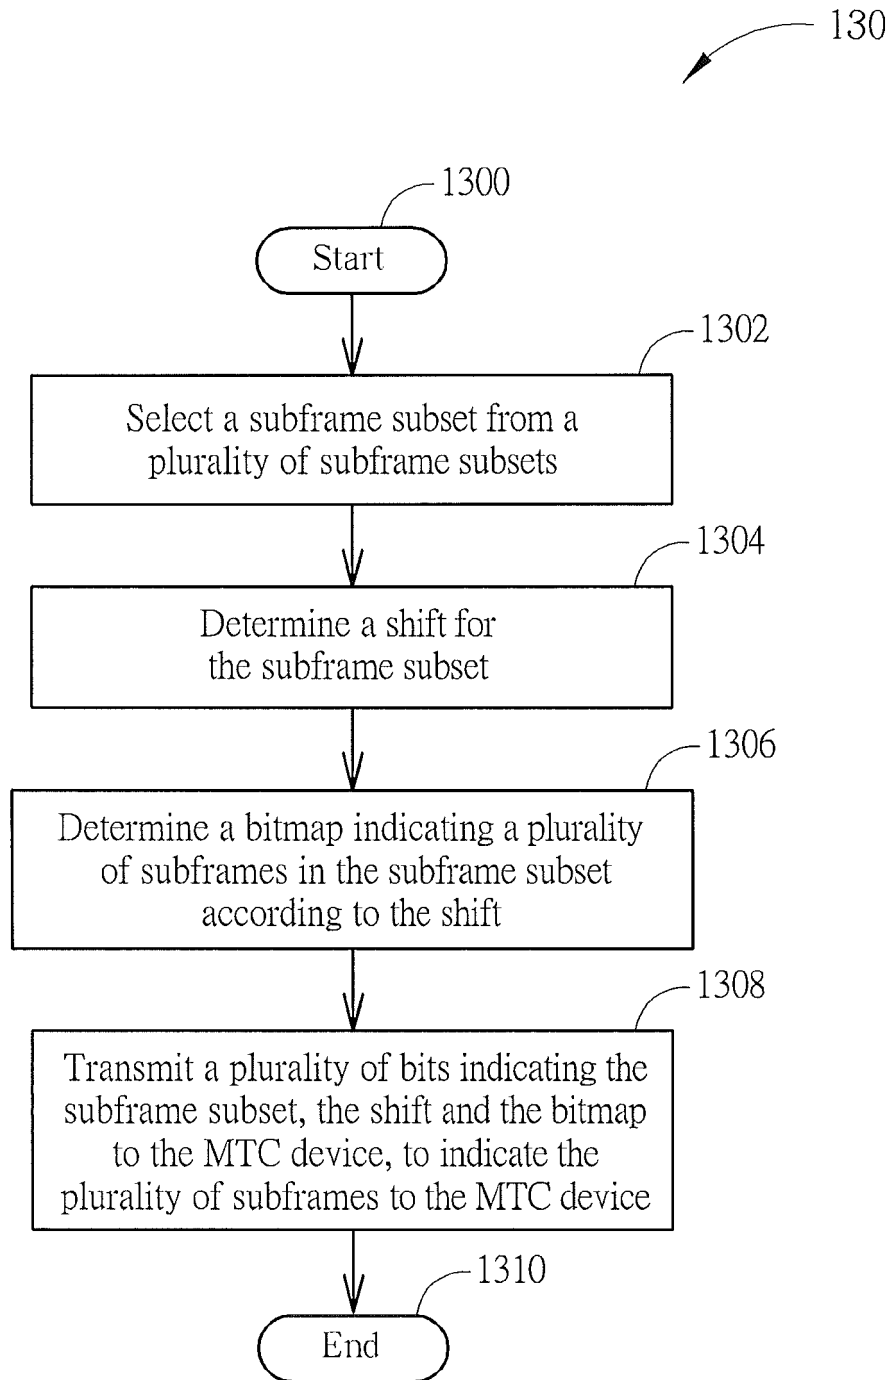 130
1300
Start
1302
Select a subframe subset from a
plurality of subframe subsets
1304
Determine a shift for
the subframe subset
1306
Determine a bitmap indicating a plurality
of subframes in the subframe subset
according to the shift
1308
Transmit a plurality of bits indicating the
subframe subset, the shift and the bitmap
to the MTC device, to indicate the
plurality of subframes to the MTC device
1310
End